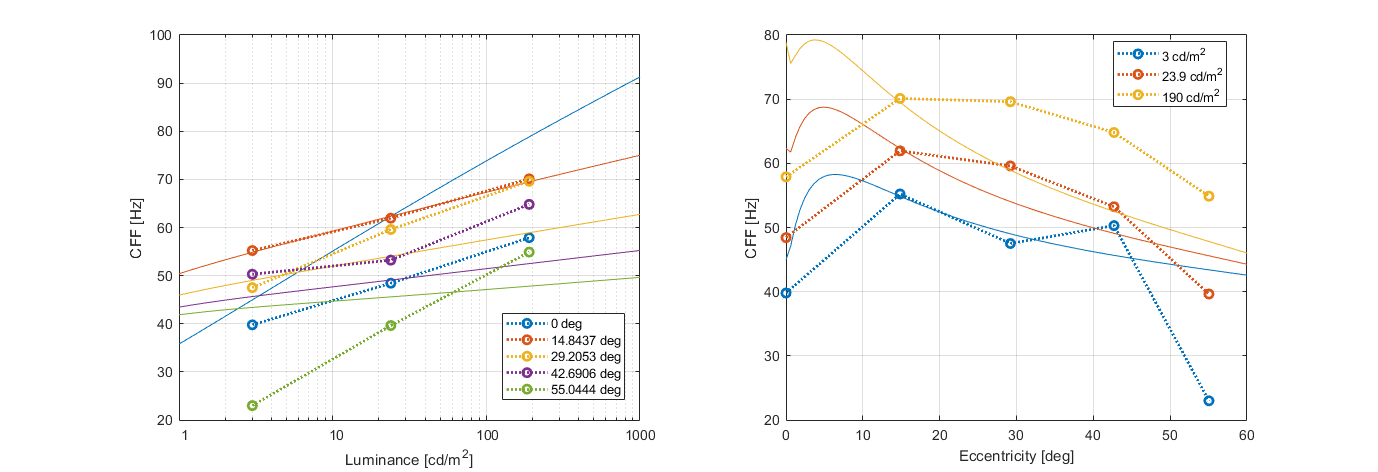 100
90
80
70
60
50
40
30
20
CFF [Hz]
1
10
100
1000
Luminance [cd/m2]
0 deg
14.8437 deg
29.2053 deg
42.6906 deg
55.0444 deg
80
70
60
50
40
30
20
CFF [Hz]
0
10
20
30
40
50
60
Eccentricity [deg]
3 cd/m2
23.9 cd/m2
190 cd/m2